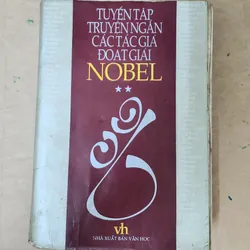 TUYỂN TẬP
TRUYỆN NGẮN
CÁC TÁC GIẢ
ĐOẠT GIẢI
NOBEL
**
vh
NHÀ XUẤT BẢN VĂN HỌC